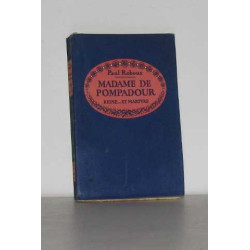 Paul Reboux
MADAME DE
POMPADOUR
REINE... ET MARTYRE